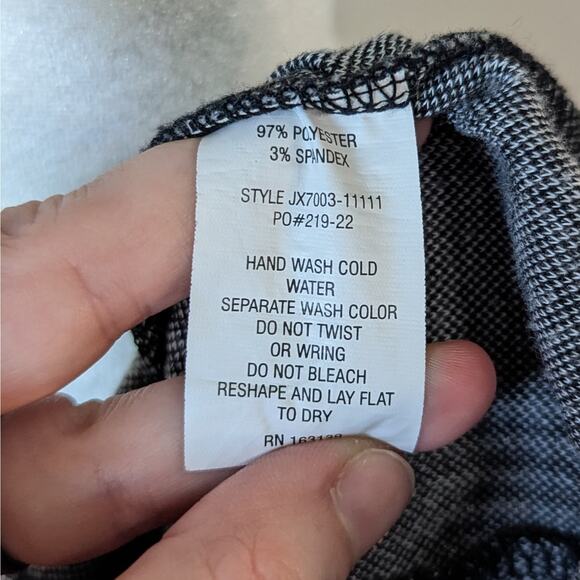 97% POLYESTER
3% SPANDEX
STYLE JX7003-11111
PO#219-22
HAND WASH COLD
WATER
SEPARATE WASH COLOR
DO NOT TWIST
OR WRING
DO NOT BLEACH
RESHAPE AND LAY FLAT
TO DRY
RN